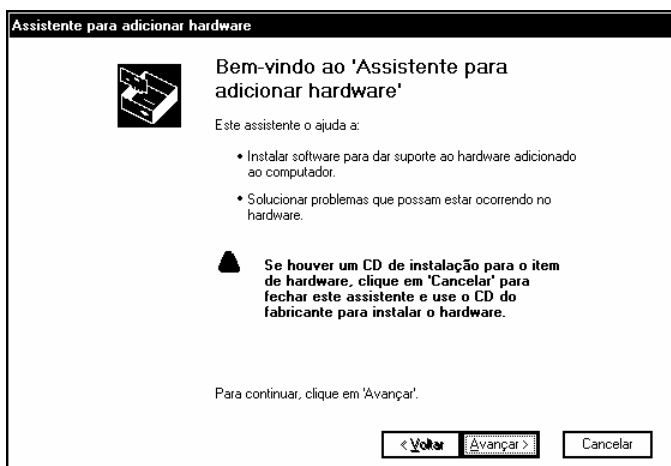 Assistente para adicionar hardware
Bem-vindo ao 'Assistente para
adicionar hardware'
Este assistente o ajuda a:
• Instalar software para dar suporte ao hardware adicionado
ao computador.
• Solucionar problemas que possam estar ocorrendo no
hardware.
Se houver um CD de instalação para o item
de hardware, clique em 'Cancelar' para
fechar este assistente e use o CD do
fabricante para instalar o hardware.
Para continuar, clique em 'Avançar'.
< Voltar Avançar > Cancelar